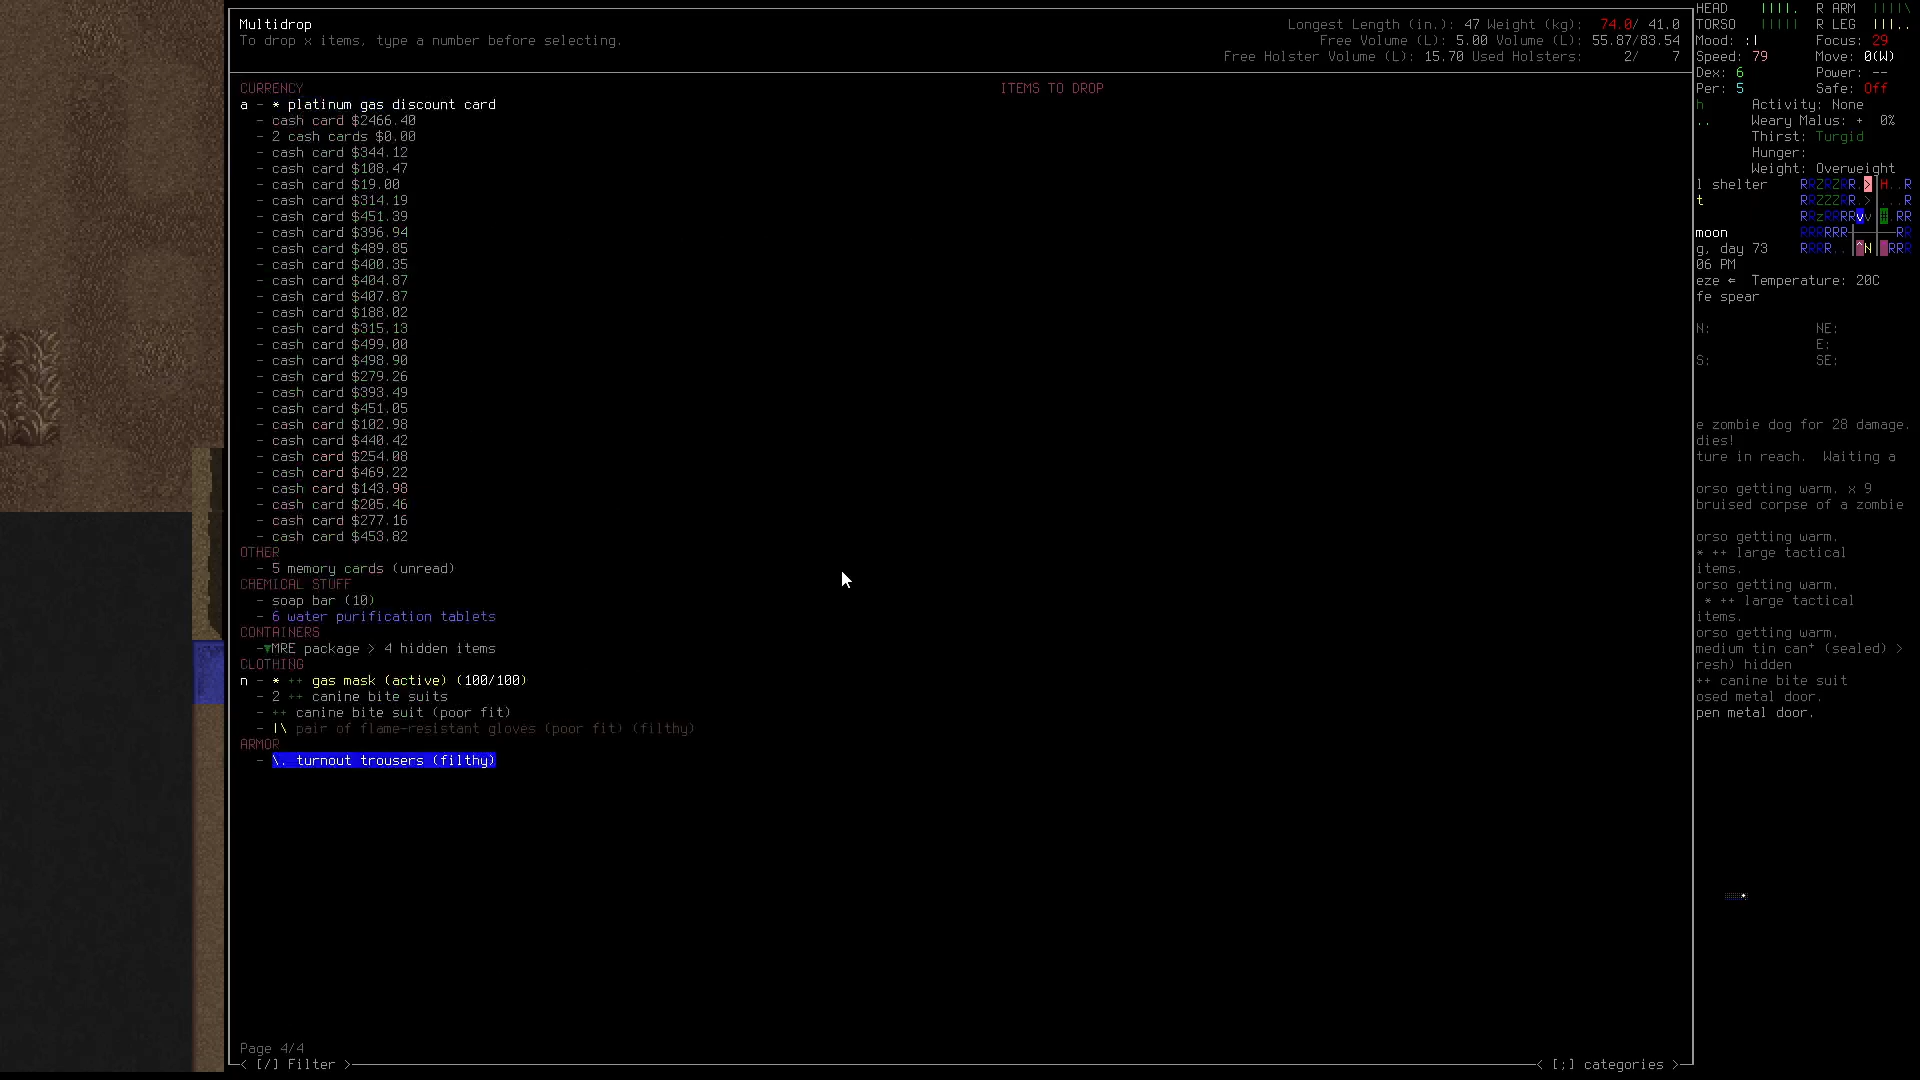 Multidrop
To drop x items, type a number before selecting.
Longest Length (in.): 47 Weight (kg): 74.0/ 41.0
Free Volume (L): 5.00 Volume (L): 55.87/83.54
Free Holster Volume (L): 15.70 Used Holsters: 2/ 7
CURRENCY
ITEMS TO DROP
a - * platinum gas discount card
- cash card $2466.40
- 2 cash cards $0.00
- cash card $344.12
- cash card $108.47
- cash card $19.00
- cash card $314.19
- cash card $451.39
- cash card $396.94
- cash card $489.85
- cash card $400.35
- cash card $404.87
- cash card $407.87
- cash card $188.02
- cash card $315.13
- cash card $499.00
- cash card $498.90
- cash card $279.26
- cash card $393.49
- cash card $451.05
- cash card $102.98
- cash card $440.42
- cash card $254.08
- cash card $469.22
- cash card $143.98
- cash card $205.46
- cash card $277.16
- cash card $453.82
OTHER
- 5 memory cards (unread)
CHEMICAL STUFF
- soap bar (10)
- 6 water purification tablets
CONTAINERS
-▼MRE package > 4 hidden items
CLOTHING
n - * ++ gas mask (active) (100/100)
- 2 ++ canine bite suits
- ++ canine bite suit (poor fit)
- |\ pair of flame-resistant gloves (poor fit) (filthy)
ARMOR
- \. turnout trousers (filthy)
Page 4/4
< [/] Filter >
< [;] categories >
HEAD ||||. R ARM ||||\
TORSO ||||| R LEG |||..
Mood: :| Focus: 29
Speed: 79 Move: 0(W)
Dex: 6 Power: --
Per: 5 Safe: Off
h Activity: None
.. Weary Malus: + 0%
Thirst: Turgid
Hunger:
Weight: Overweight
l shelter
t
moon
g, day 73
06 PM
eze ⇐ Temperature: 20C
fe spear
N: NE:
E:
S: SE:
e zombie dog for 28 damage.
dies!
ture in reach. Waiting a
orso getting warm. x 9
bruised corpse of a zombie
orso getting warm.
* ++ large tactical
items.
orso getting warm.
* ++ large tactical
items.
orso getting warm.
medium tin can⁺ (sealed) >
resh) hidden
++ canine bite suit
osed metal door.
pen metal door.